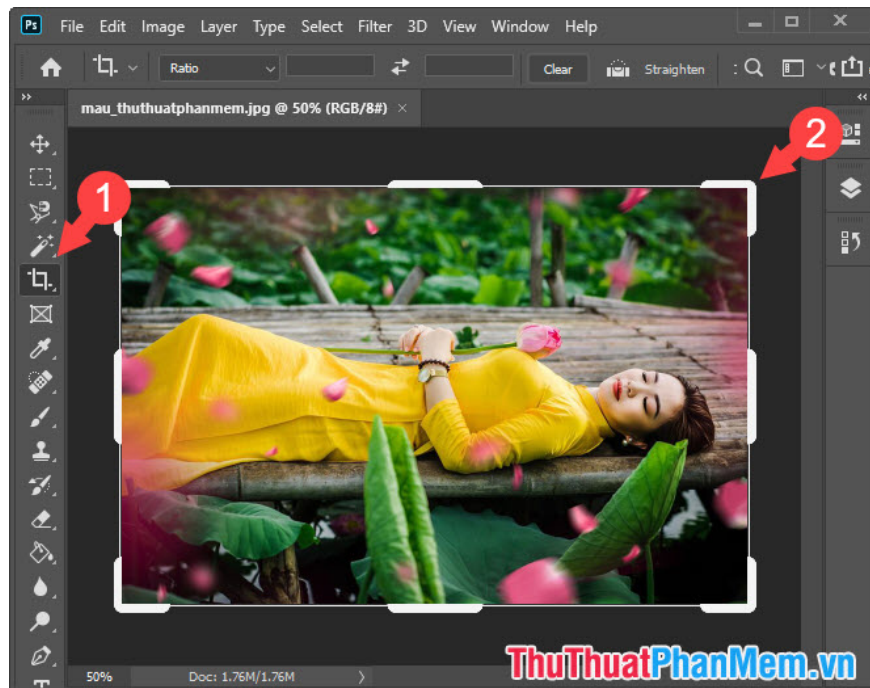 Ps File Edit Image Layer Type Select Filter 3D View Window Help
Ratio Clear Straighten :
mau_thuthuatphanmem.jpg @ 50% (RGB/8#) ×
1
2
50% Doc: 1.76M/1.76M
ThuThuatPhanMem.vn